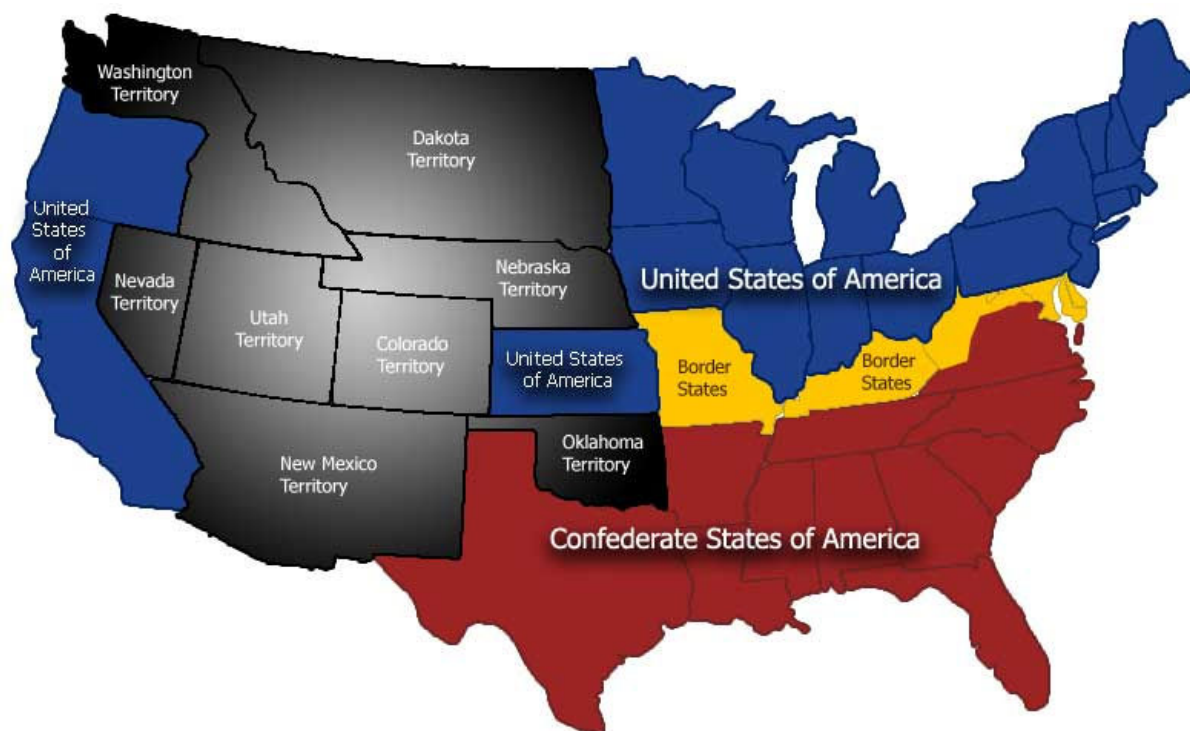 Washington
Territory
Dakota
Territory
United
States
of
America
Nevada
Territory
Utah
Territory
Colorado
Territory
Nebraska
Territory
United States of America
United States
of America
Border
States
Border
States
New Mexico
Territory
Oklahoma
Territory
Confederate States of America